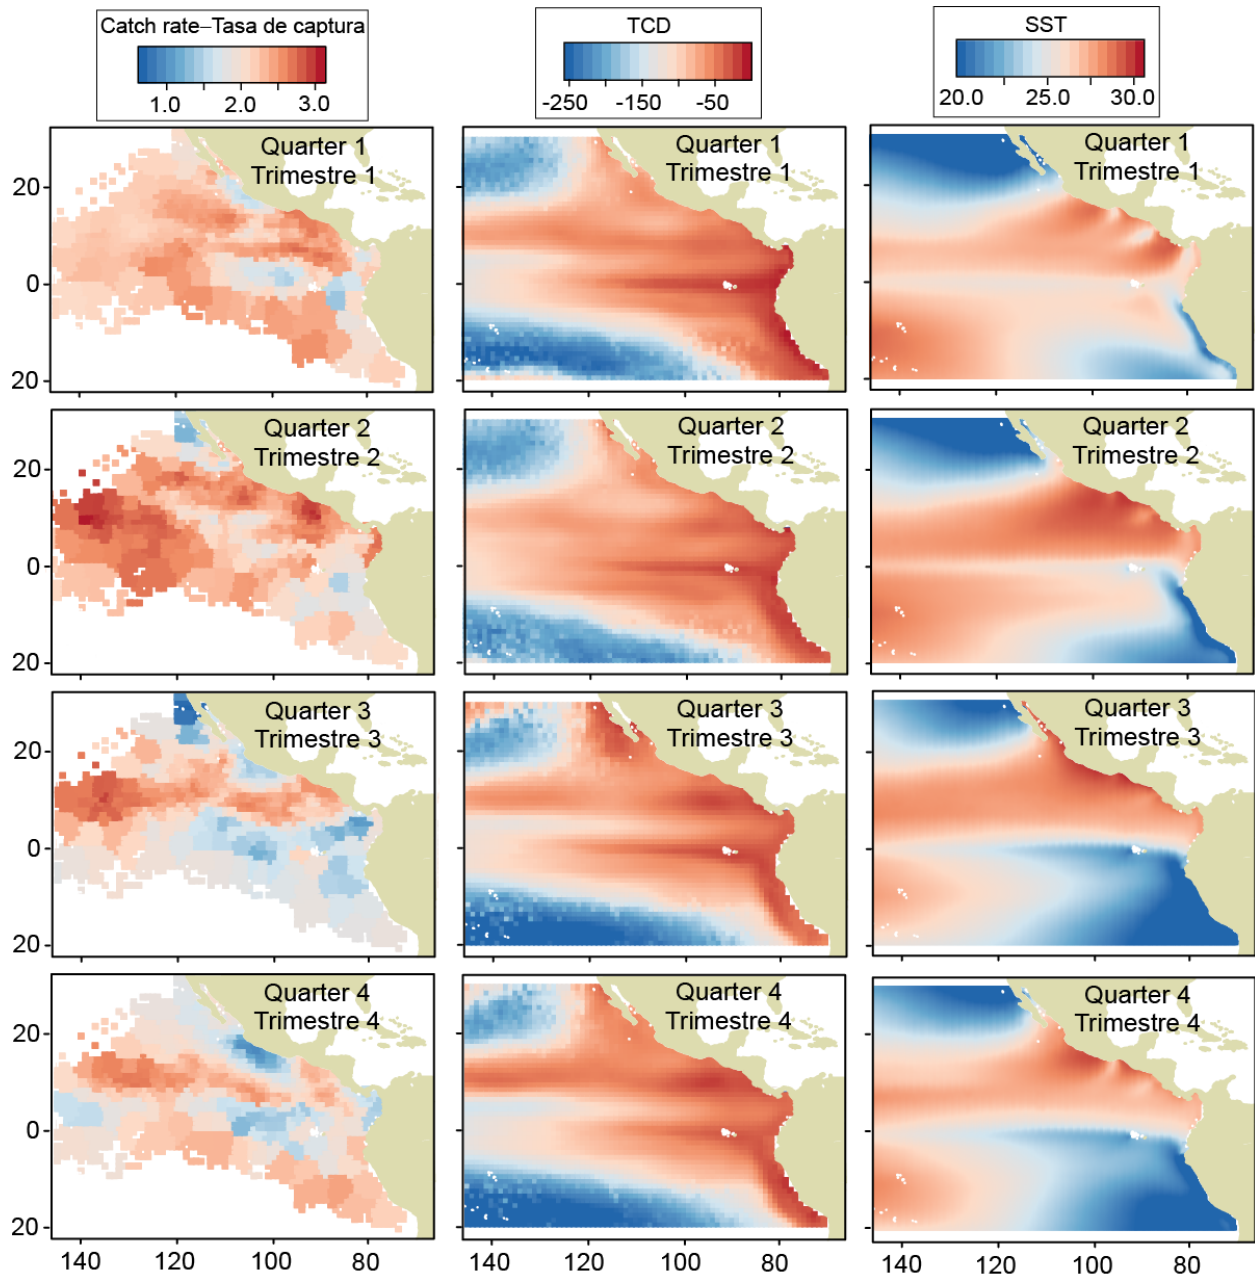 Catch rate–Tasa de captura
1.0 2.0 3.0
TCD
-250 -150 -50
SST
20.0 25.0 30.0
Quarter 1
Trimestre 1
20
0
20
Quarter 1
Trimestre 1
Quarter 1
Trimestre 1
Quarter 2
Trimestre 2
20
0
20
Quarter 2
Trimestre 2
Quarter 2
Trimestre 2
Quarter 3
Trimestre 3
20
0
20
Quarter 3
Trimestre 3
Quarter 3
Trimestre 3
Quarter 4
Trimestre 4
20
0
20
Quarter 4
Trimestre 4
Quarter 4
Trimestre 4
140 120 100 80
140 120 100 80
140 120 100 80